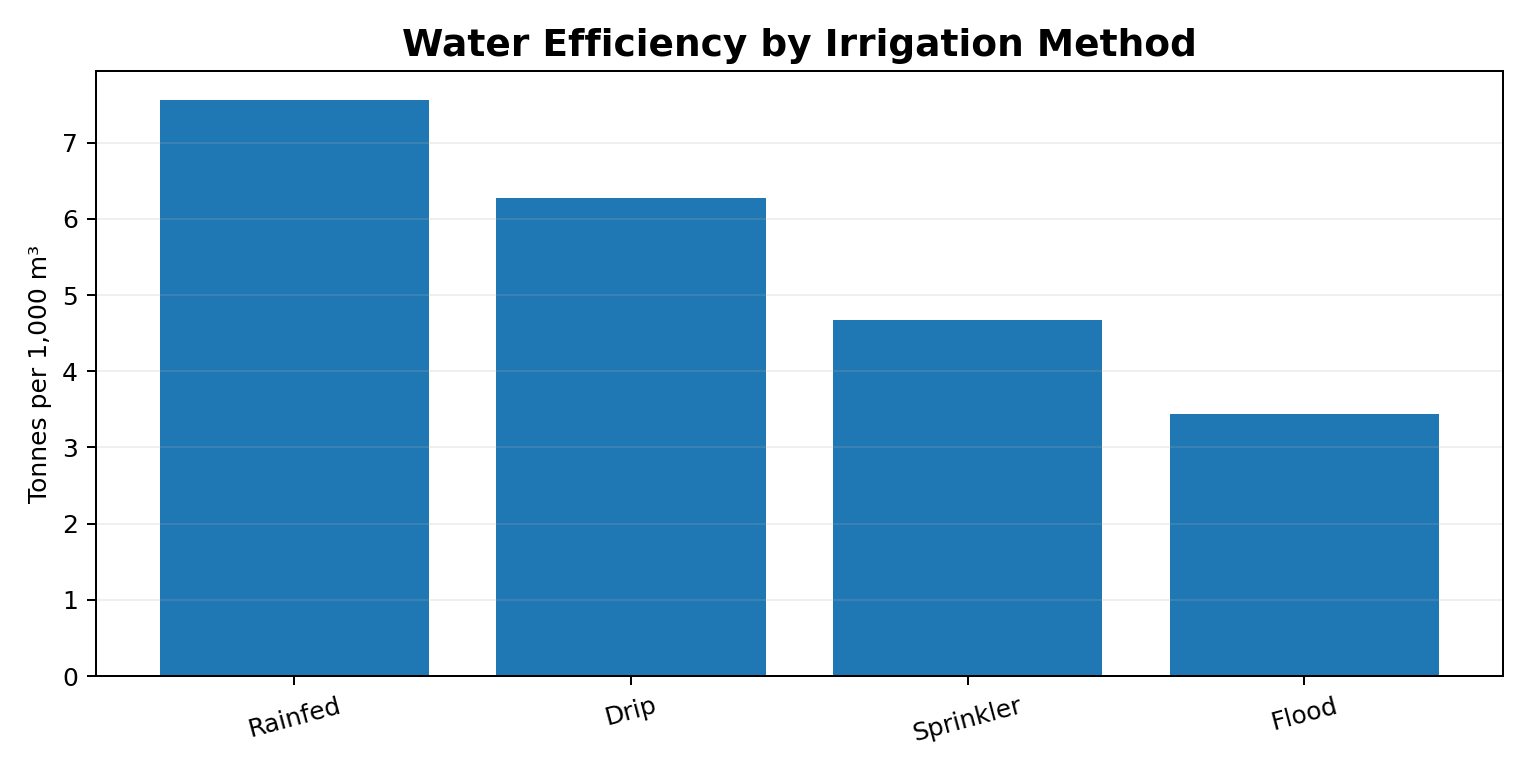 Water Efficiency by Irrigation Method
Tonnes per 1,000 m³
7
6
5
4
3
2
1
0
Rainfed
Drip
Sprinkler
Flood